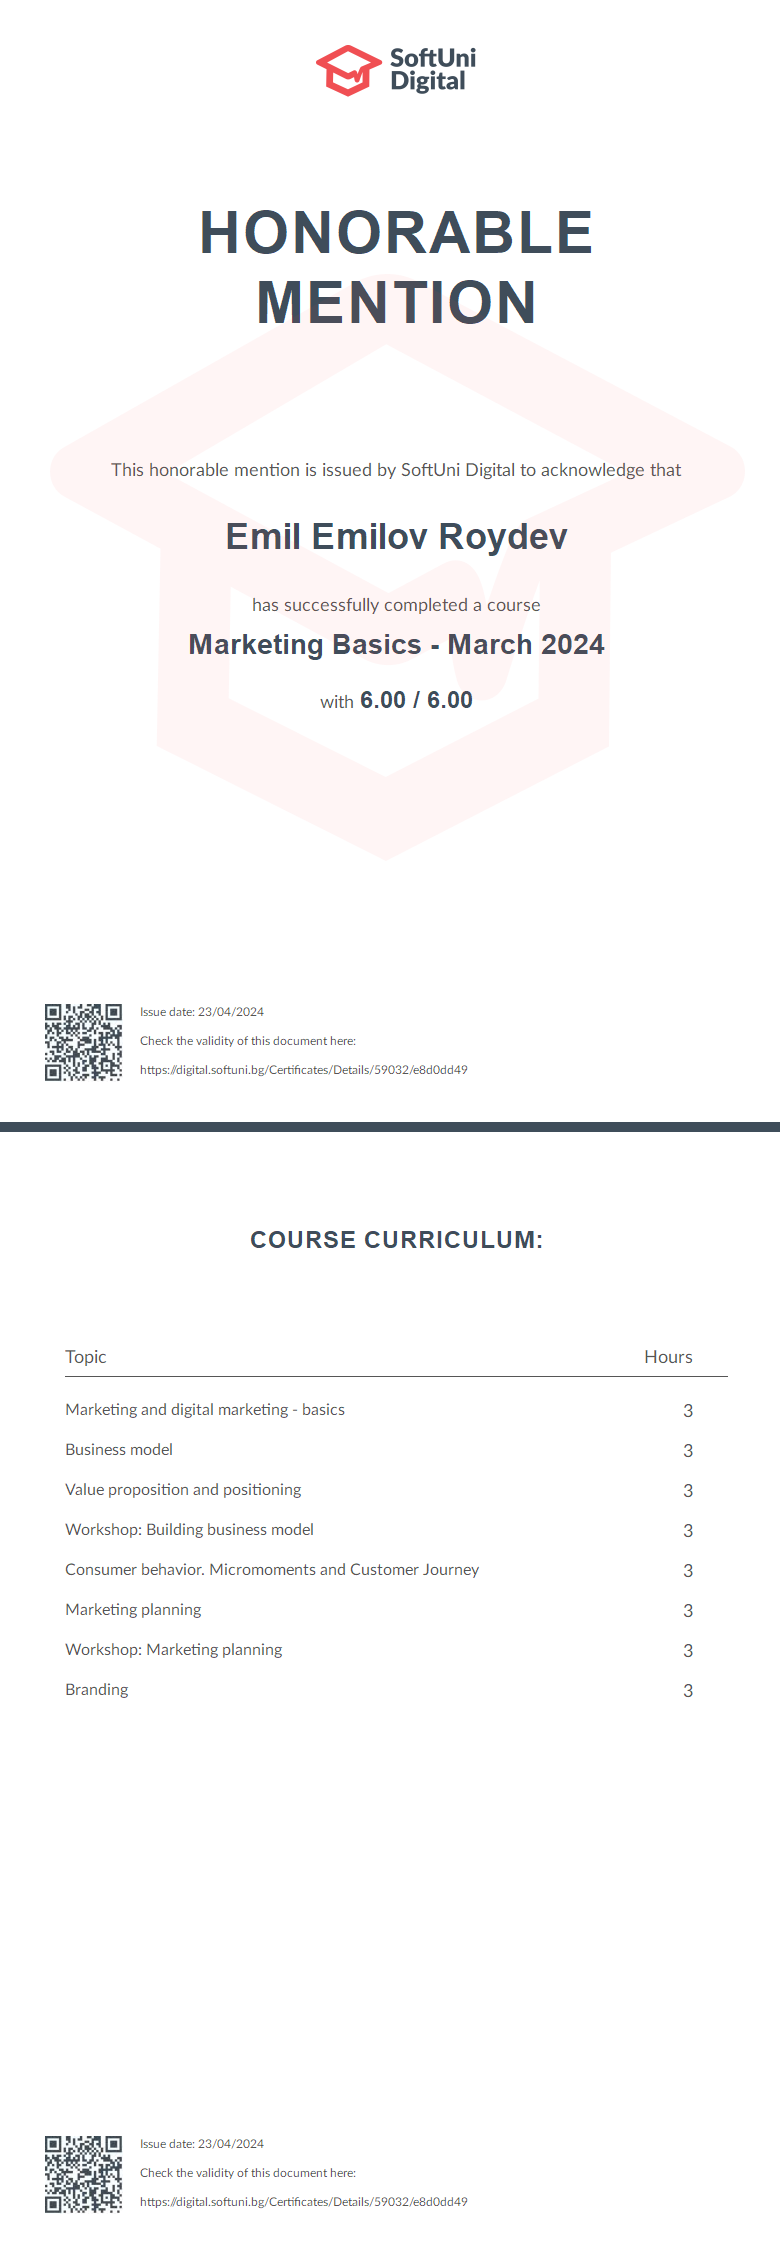 SoftUni
Digital
HONORABLE
MENTION
This honorable mention is issued by SoftUni Digital to acknowledge that
Emil Emilov Roydev
has successfully completed a course
Marketing Basics - March 2024
with 6.00 / 6.00
Issue date: 23/04/2024
Check the validity of this document here:
https://digital.softuni.bg/Certificates/Details/59032/e8d0dd49
COURSE CURRICULUM:
Topic Hours
Marketing and digital marketing - basics 3
Business model 3
Value proposition and positioning 3
Workshop: Building business model 3
Consumer behavior. Micromoments and Customer Journey 3
Marketing planning 3
Workshop: Marketing planning 3
Branding 3
Issue date: 23/04/2024
Check the validity of this document here:
https://digital.softuni.bg/Certificates/Details/59032/e8d0dd49